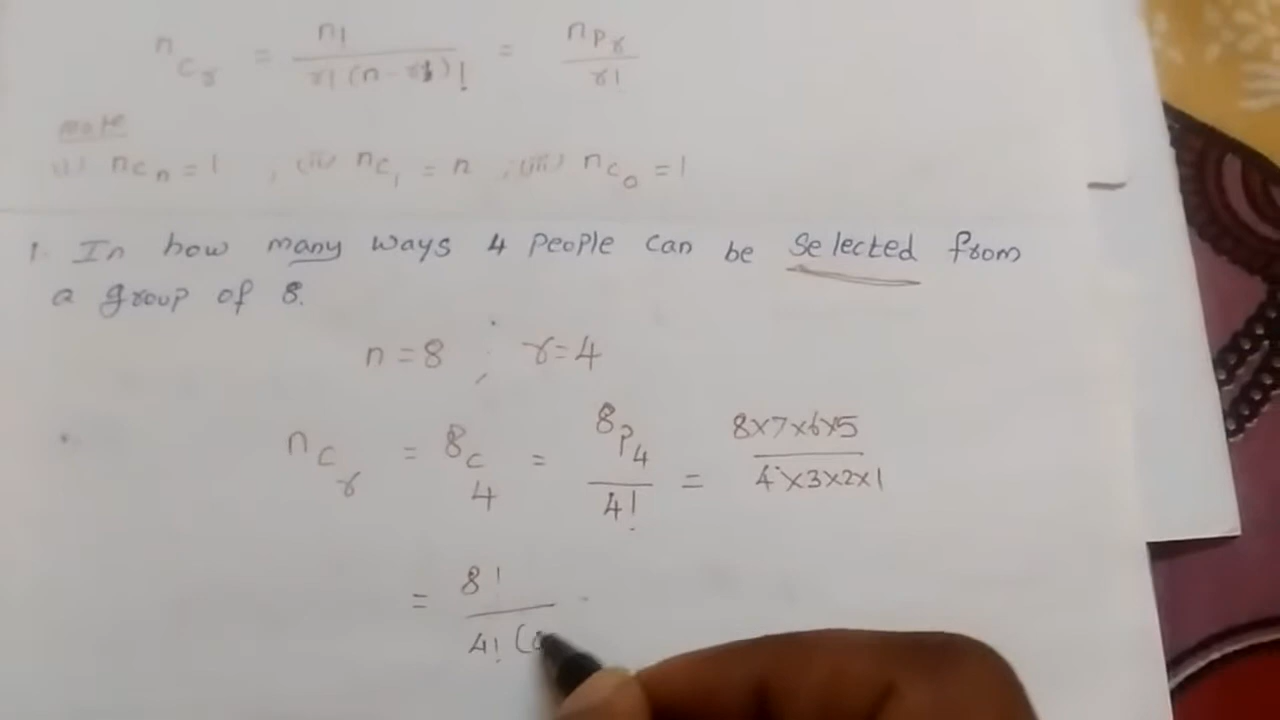 nCr = n! / r!(n-r)! = nPr / r!
note
(i) nCn = 1 , (ii) nC1 = n , (iii) nC0 = 1
1. In how many ways 4 people can be selected from
a group of 8.
n = 8 ; r = 4
nCr = 8C4 = 8P4 / 4! = 8×7×6×5 / 4×3×2×1
= 8! / 4! (